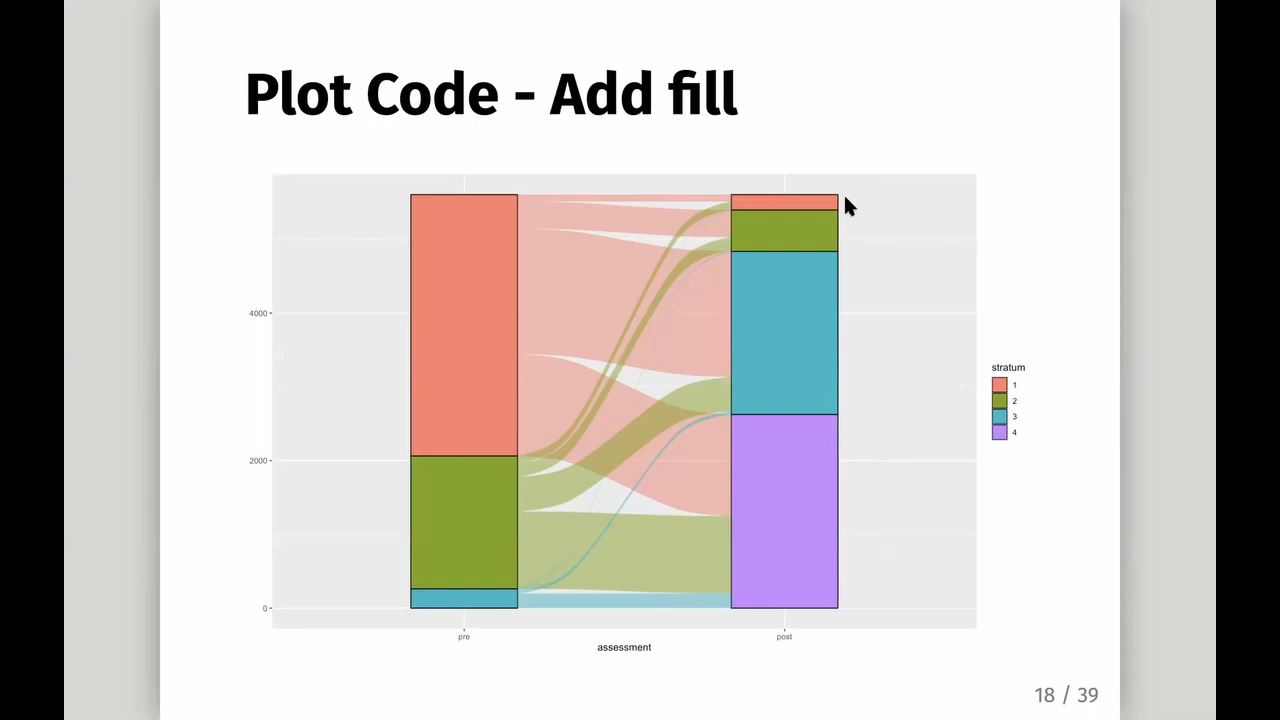 Plot Code - Add fill
4000
2000
0
pre
post
assessment
stratum
1
2
3
4
18 / 39